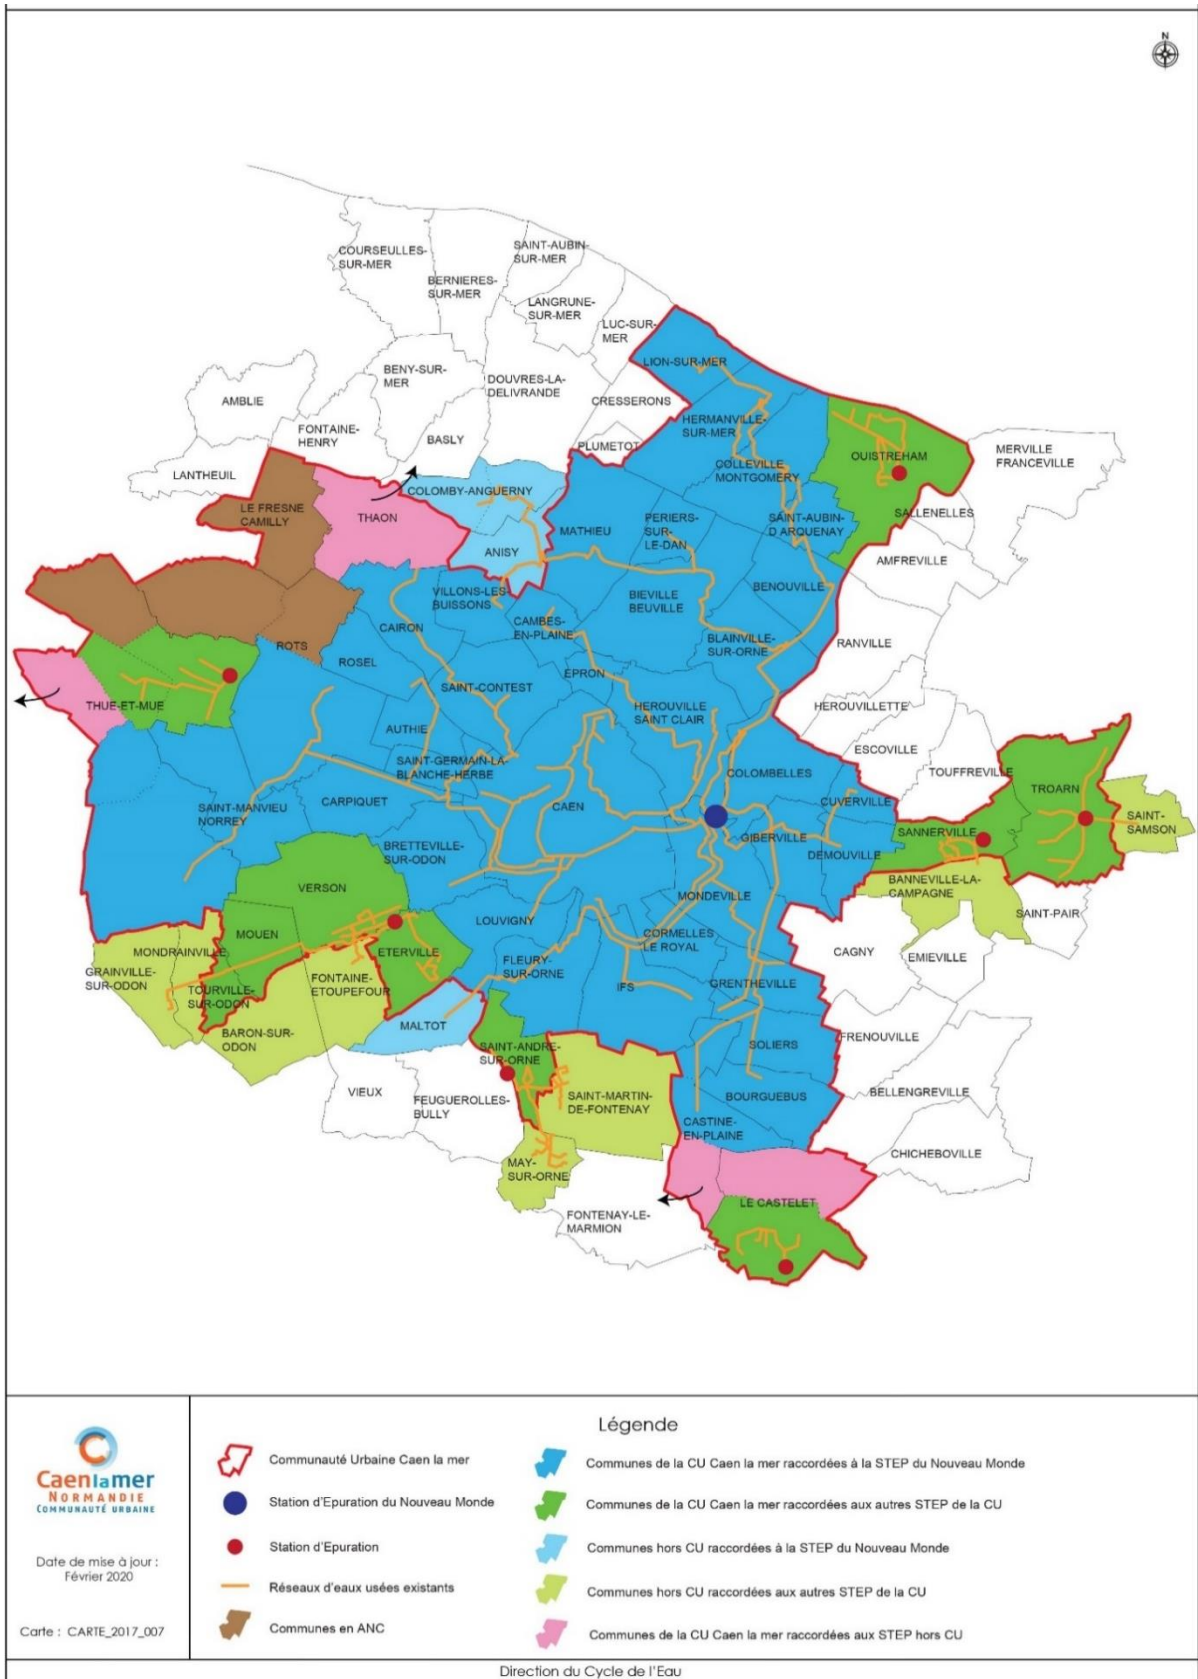 N
COURSEULLES-
SUR-MER
BERNIERES-
SUR-MER
SAINT-AUBIN-
SUR-MER
LANGRUNE-
SUR-MER
LUC-SUR-
MER
LION-SUR-MER
BENY-SUR-
MER
DOUVRES-LA-
DELIVRANDE
CRESSERONS
AMBLIE
FONTAINE-
HENRY
BASLY
PLUMETOT
HERMANVILLE-
SUR-MER
OUISTREHAM
MERVILLE
FRANCEVILLE
LANTHEUIL
COLOMBY-ANGUERNY
COLLEVILLE
MONTGOMERY
LE FRESNE
CAMILLY
THAON
MATHIEU
PERIERS-
SUR-
LE-DAN
SAINT-AUBIN-
D ARQUENAY
SALLENELLES
ANISY
AMFREVILLE
VILLONS-LES-
BUISSONS
BIEVILLE
BEUVILLE
BENOUVILLE
CAIRON
CAMBES-
EN-PLAINE
BLAINVILLE-
SUR-ORNE
RANVILLE
ROTS
ROSEL
EPRON
THUE-ET-MUE
SAINT-CONTEST
HEROUVILLE
SAINT CLAIR
HEROUVILLETTE
AUTHIE
ESCOVILLE
SAINT-GERMAIN-LA-
BLANCHE-HERBE
COLOMBELLES
TOUFFREVILLE
TROARN
SAINT-MANVIEU
NORREY
CARPIQUET
CAEN
CUVERVILLE
SAINT-
SAMSON
BRETTEVILLE-
SUR-ODON
GIBERVILLE
SANNERVILLE
DEMOUVILLE
VERSON
BANNEVILLE-LA-
CAMPAGNE
MONDEVILLE
LOUVIGNY
SAINT-PAIR
MOUEN
CORMELLES
LE ROYAL
MONDRAINVILLE
ETERVILLE
FLEURY-
SUR-ORNE
CAGNY
EMIEVILLE
GRAINVILLE-
SUR-ODON
FONTAINE-
ETOUPEFOUR
IFS
GRENTHEVILLE
TOURVILLE-
SUR-ODON
MALTOT
BARON-SUR-
ODON
SAINT-ANDRE-
SUR-ORNE
SOLIERS
FRENOUVILLE
VIEUX
FEUGUEROLLES-
BULLY
SAINT-MARTIN-
DE-FONTENAY
BOURGUEBUS
BELLENGREVILLE
CASTINE-
EN-PLAINE
CHICHEBOVILLE
MAY-
SUR-ORNE
LE CASTELET
FONTENAY-LE-
MARMION
Caenlamer
NORMANDIE
COMMUNAUTÉ URBAINE
Date de mise à jour :
Février 2020
Carte : CARTE_2017_007
Légende
Communauté Urbaine Caen la mer
Station d'Epuration du Nouveau Monde
Station d'Epuration
Réseaux d'eaux usées existants
Communes en ANC
Communes de la CU Caen la mer raccordées à la STEP du Nouveau Monde
Communes de la CU Caen la mer raccordées aux autres STEP de la CU
Communes hors CU raccordées à la STEP du Nouveau Monde
Communes hors CU raccordées aux autres STEP de la CU
Communes de la CU Caen la mer raccordées aux STEP hors CU
Direction du Cycle de l'Eau